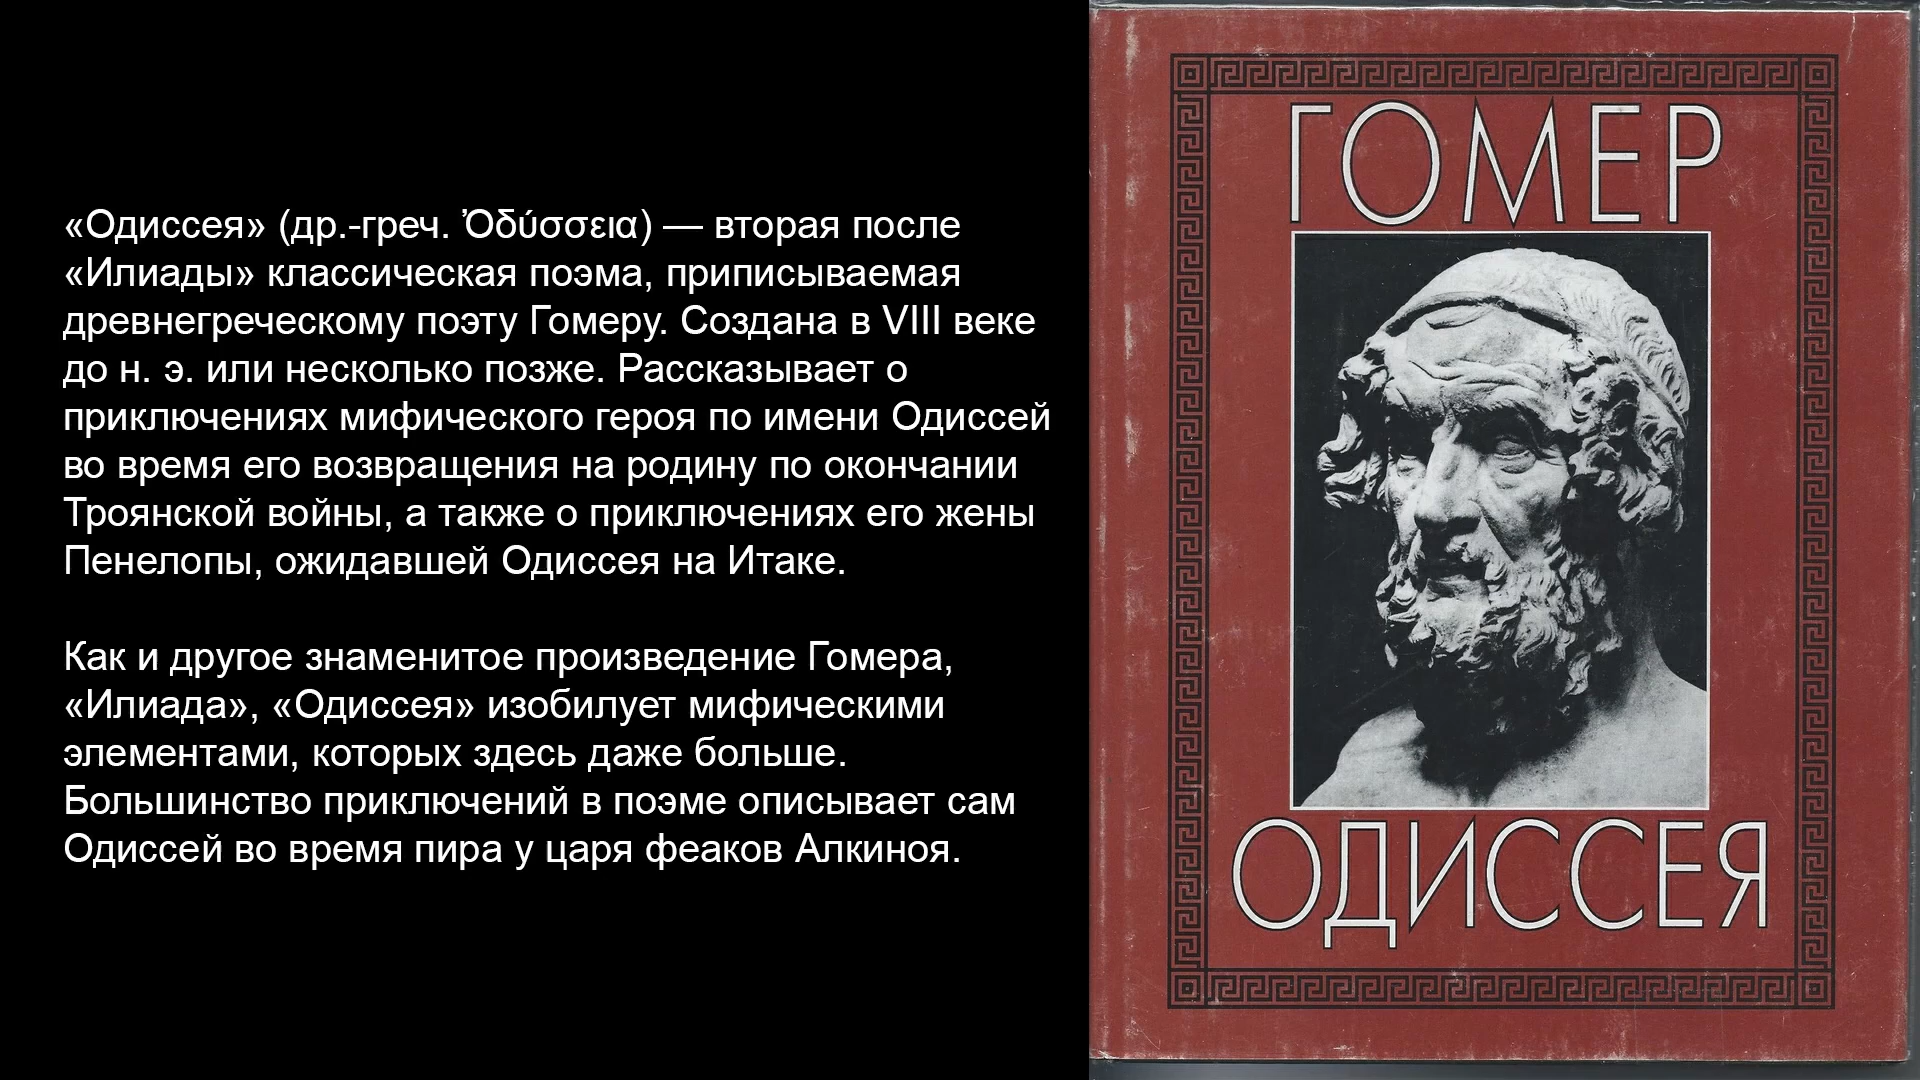 «Одиссея» (др.-греч. Ὀδύσσεια) — вторая после
«Илиады» классическая поэма, приписываемая
древнегреческому поэту Гомеру. Создана в VIII веке
до н. э. или несколько позже. Рассказывает о
приключениях мифического героя по имени Одиссей
во время его возвращения на родину по окончании
Троянской войны, а также о приключениях его жены
Пенелопы, ожидавшей Одиссея на Итаке.
Как и другое знаменитое произведение Гомера,
«Илиада», «Одиссея» изобилует мифическими
элементами, которых здесь даже больше.
Большинство приключений в поэме описывает сам
Одиссей во время пира у царя феаков Алкиноя.
ГОМЕР
ОДИССЕЯ